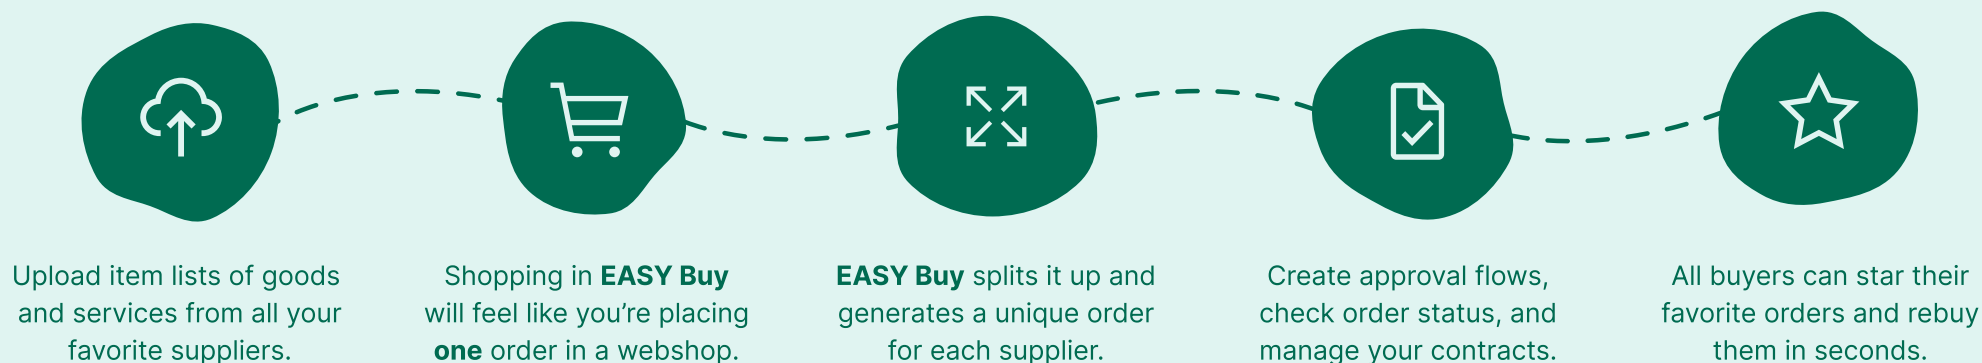 Upload item lists of goods
and services from all your
favorite suppliers.
Shopping in EASY Buy
will feel like you’re placing
one order in a webshop.
EASY Buy splits it up and
generates a unique order
for each supplier.
Create approval flows,
check order status, and
manage your contracts.
All buyers can star their
favorite orders and rebuy
them in seconds.